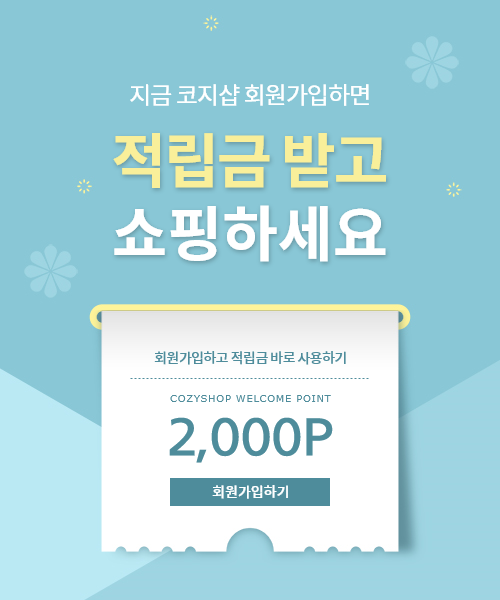 지금 코지샵 회원가입하면
적립금 받고
쇼핑하세요
회원가입하고 적립금 바로 사용하기
COZYSHOP WELCOME POINT
2,000P
회원가입하기